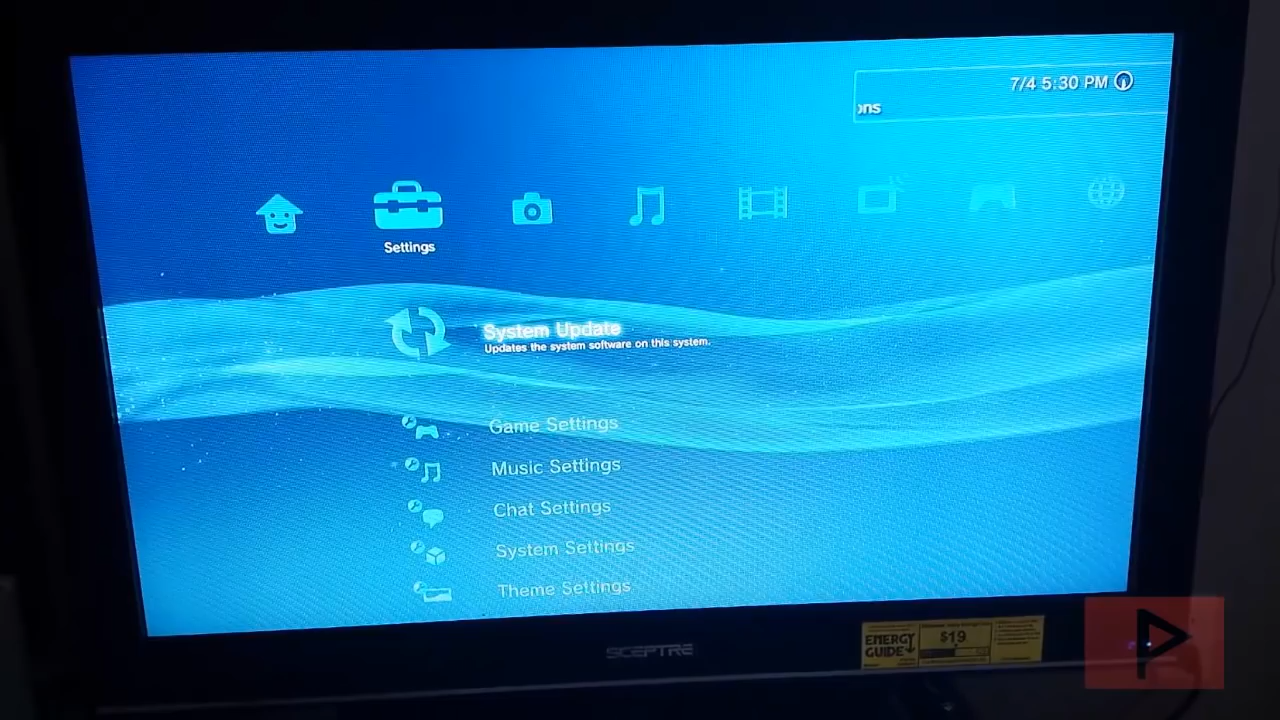 7/4 5:30 PM
ons
Settings
System Update
Updates the system software on this system.
Game Settings
Music Settings
Chat Settings
System Settings
Theme Settings
SCEPTRE
ENERGY
GUIDE
$19
P